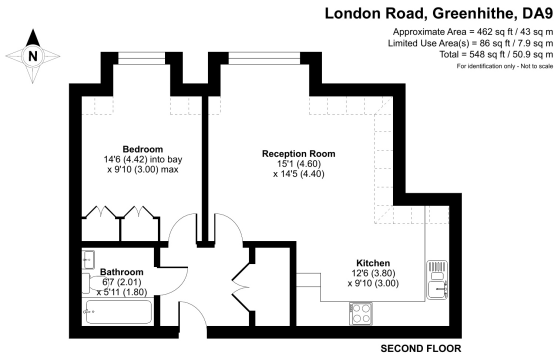 London Road, Greenhithe, DA9
Approximate Area = 462 sq ft / 43 sq m
Limited Use Area(s) = 86 sq ft / 7.9 sq m
Total = 548 sq ft / 50.9 sq m
For identification only - Not to scale
N
Bedroom
14'6 (4.42) into bay
x 9'10 (3.00) max
Reception Room
15'1 (4.60)
x 14'5 (4.40)
Kitchen
12'6 (3.80)
x 9'10 (3.00)
Bathroom
6'7 (2.01)
x 5'11 (1.80)
SECOND FLOOR